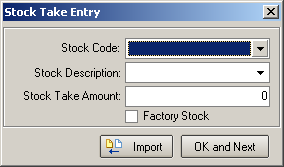 Stock Take Entry
Stock Code:
Stock Description:
Stock Take Amount: 0
Factory Stock
Import OK and Next